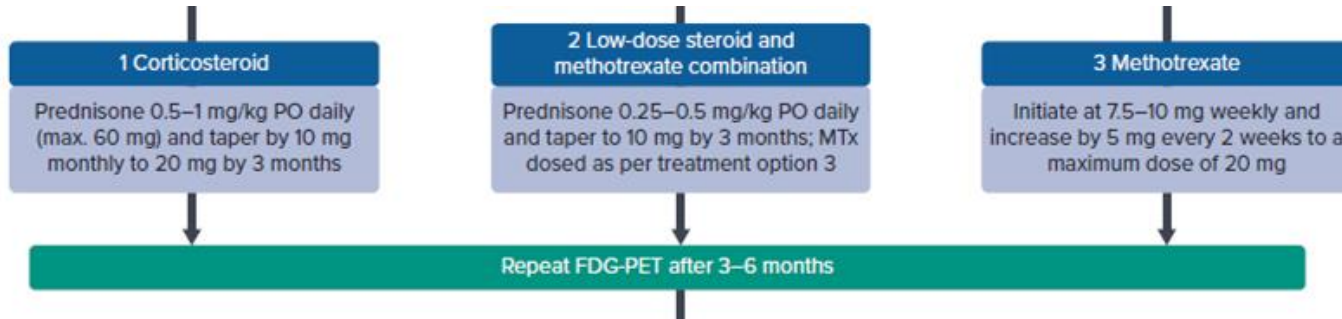 1 Corticosteroid
Prednisone 0.5–1 mg/kg PO daily
(max. 60 mg) and taper by 10 mg
monthly to 20 mg by 3 months
2 Low-dose steroid and
methotrexate combination
Prednisone 0.25–0.5 mg/kg PO daily
and taper to 10 mg by 3 months; MTx
dosed as per treatment option 3
3 Methotrexate
Initiate at 7.5–10 mg weekly and
increase by 5 mg every 2 weeks to a
maximum dose of 20 mg
Repeat FDG-PET after 3–6 months